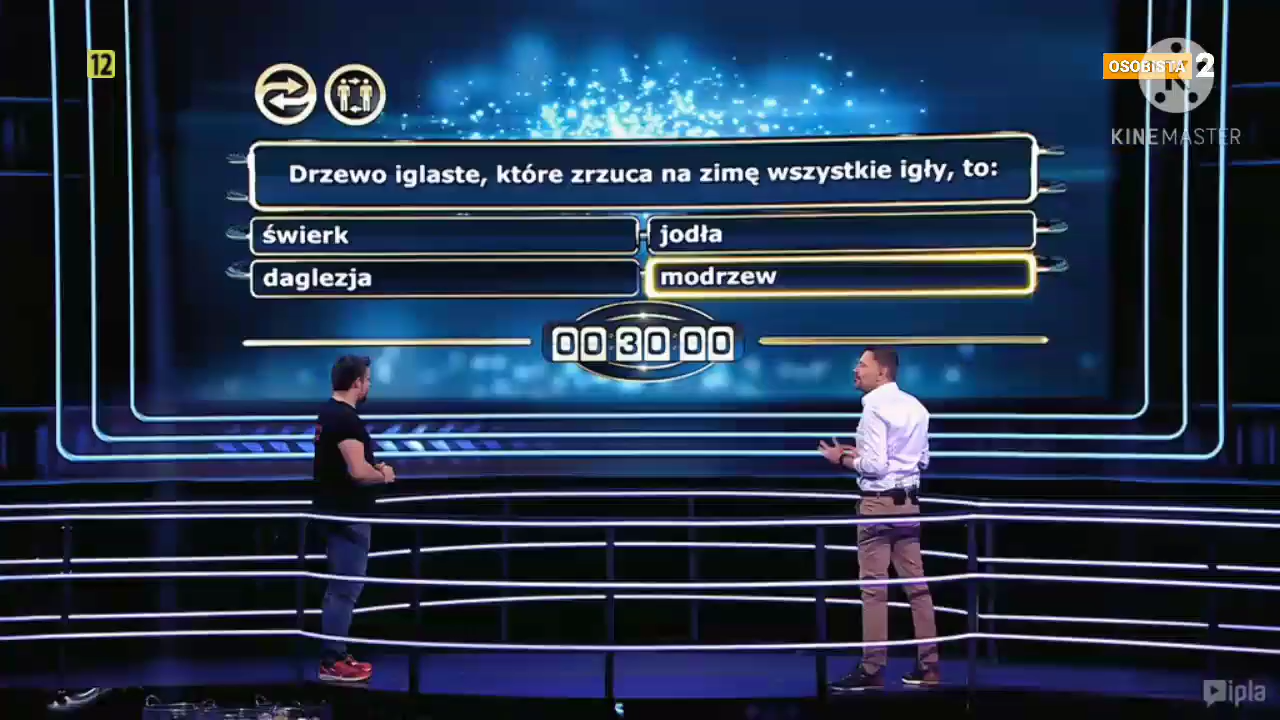 12
OSOBISTA 2
KINEMASTER
Drzewo iglaste, które zrzuca na zimę wszystkie igły, to:
świerk
jodła
daglezja
modrzew
00 30 00
ipla